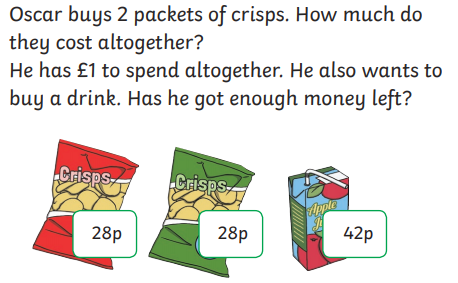 Oscar buys 2 packets of crisps. How much do
they cost altogether?
He has £1 to spend altogether. He also wants to
buy a drink. Has he got enough money left?
Crisps
Crisps
Apple
28p
28p
42p